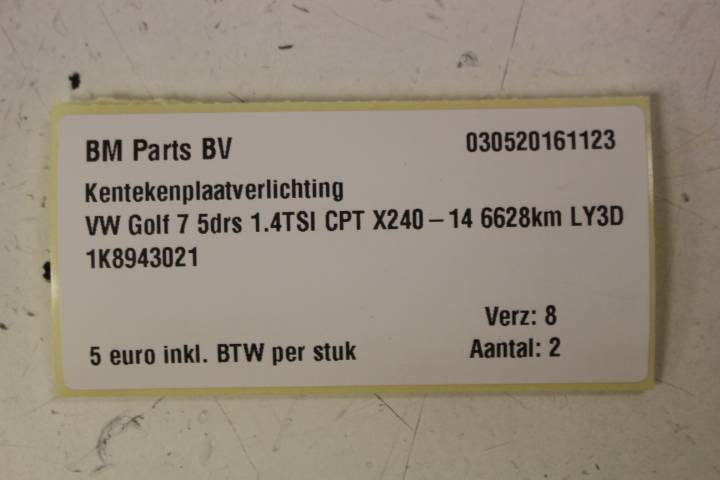 BM Parts BV 030520161123
Kentekenplaatverlichting
VW Golf 7 5drs 1.4TSI CPT X240 – 14 6628km LY3D
1K8943021
Verz: 8
5 euro inkl. BTW per stuk Aantal: 2